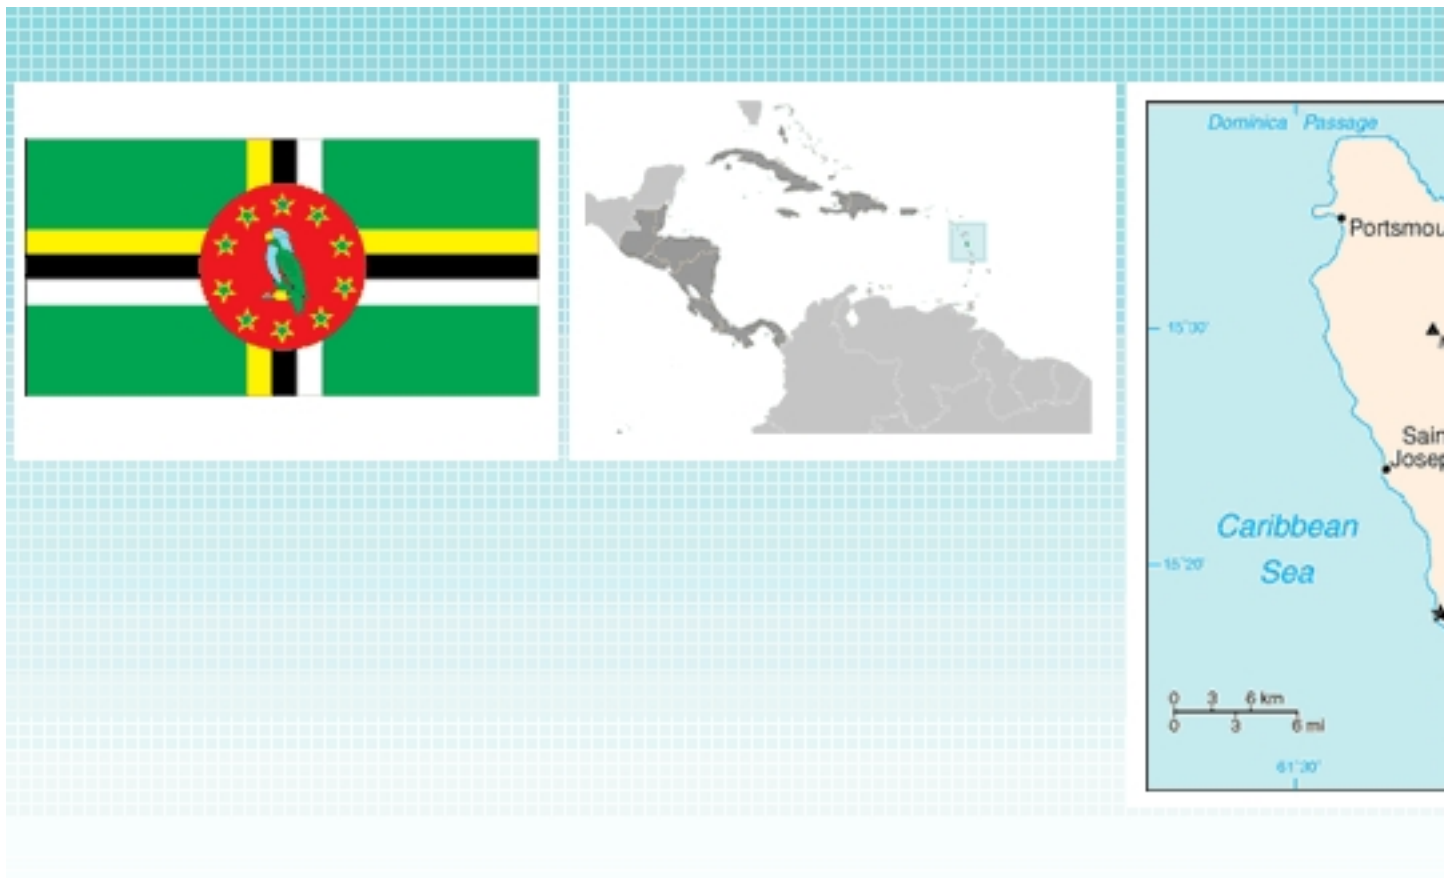 Dominica Passage
Portsmou
15°30'
Sain
Josep
Caribbean
Sea
15°20'
0 3 6 km
0 3 6 mi
61°30'